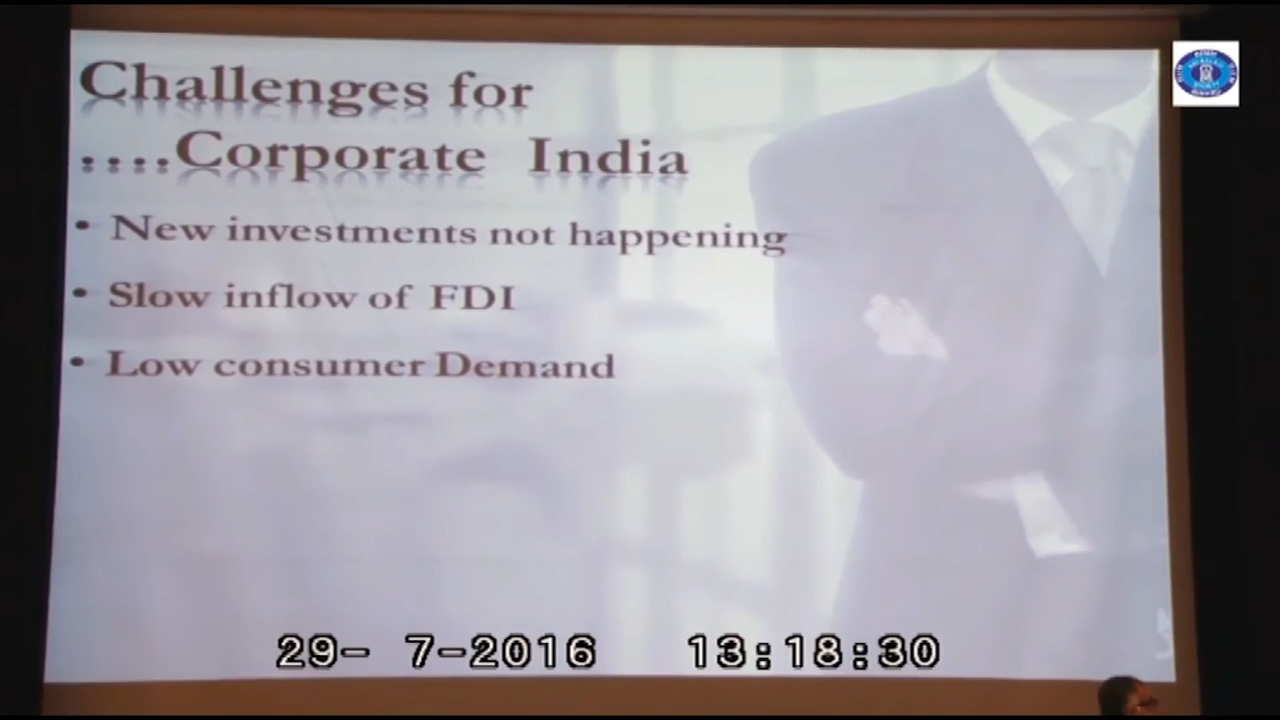 Challenges for
....Corporate India
• New investments not happening
• Slow inflow of FDI
• Low consumer Demand
29- 7-2016 13:18:30